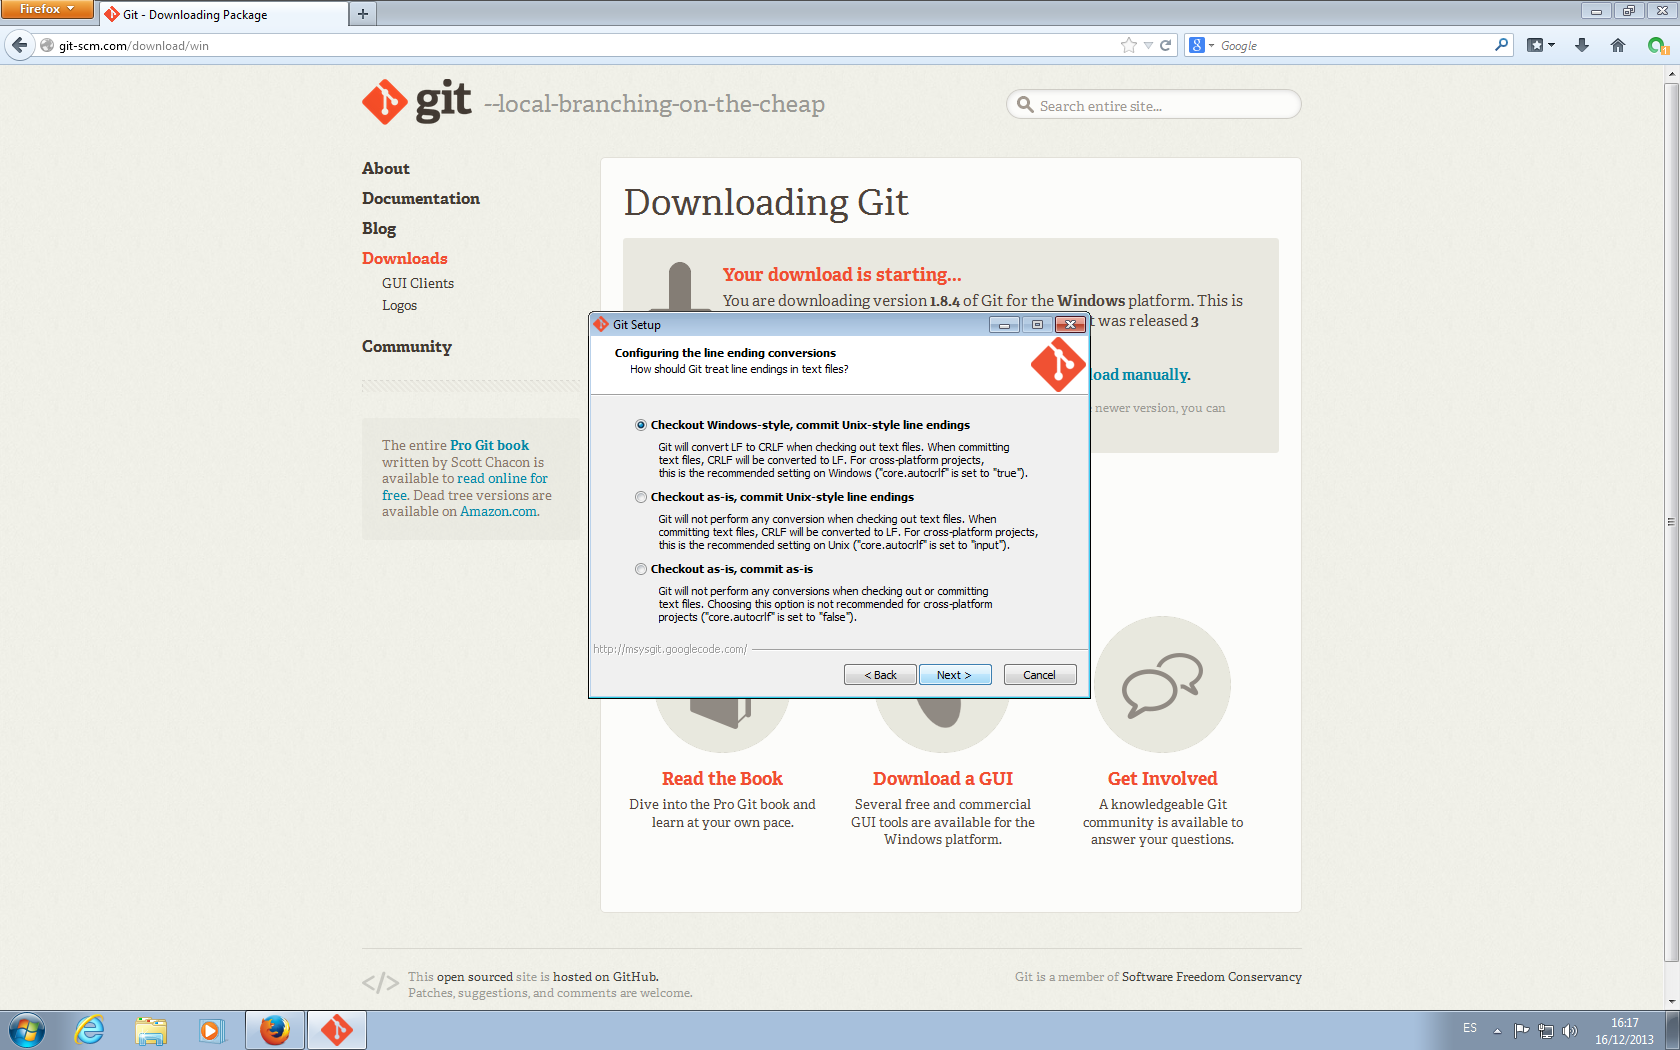 Firefox
Git - Downloading Package
git-scm.com/download/win
Google
git --local-branching-on-the-cheap
Search entire site...
About
Documentation
Blog
Downloads
GUI Clients
Logos
Community
The entire Pro Git book
written by Scott Chacon is
available to read online for
free. Dead tree versions are
available on Amazon.com.
Downloading Git
Your download is starting...
You are downloading version 1.8.4 of Git for the Windows platform. This is
t was released 3
load manually.
newer version, you can
Git Setup
Configuring the line ending conversions
How should Git treat line endings in text files?
Checkout Windows-style, commit Unix-style line endings
Git will convert LF to CRLF when checking out text files. When committing
text files, CRLF will be converted to LF. For cross-platform projects,
this is the recommended setting on Windows ("core.autocrlf" is set to "true").
Checkout as-is, commit Unix-style line endings
Git will not perform any conversion when checking out text files. When
committing text files, CRLF will be converted to LF. For cross-platform projects,
this is the recommended setting on Unix ("core.autocrlf" is set to "input").
Checkout as-is, commit as-is
Git will not perform any conversions when checking out or committing
text files. Choosing this option is not recommended for cross-platform
projects ("core.autocrlf" is set to "false").
http://msysgit.googlecode.com/
< Back
Next >
Cancel
Read the Book
Dive into the Pro Git book and
learn at your own pace.
Download a GUI
Several free and commercial
GUI tools are available for the
Windows platform.
Get Involved
A knowledgeable Git
community is available to
answer your questions.
</>
This open sourced site is hosted on GitHub.
Patches, suggestions, and comments are welcome.
Git is a member of Software Freedom Conservancy
ES
16:17
16/12/2013